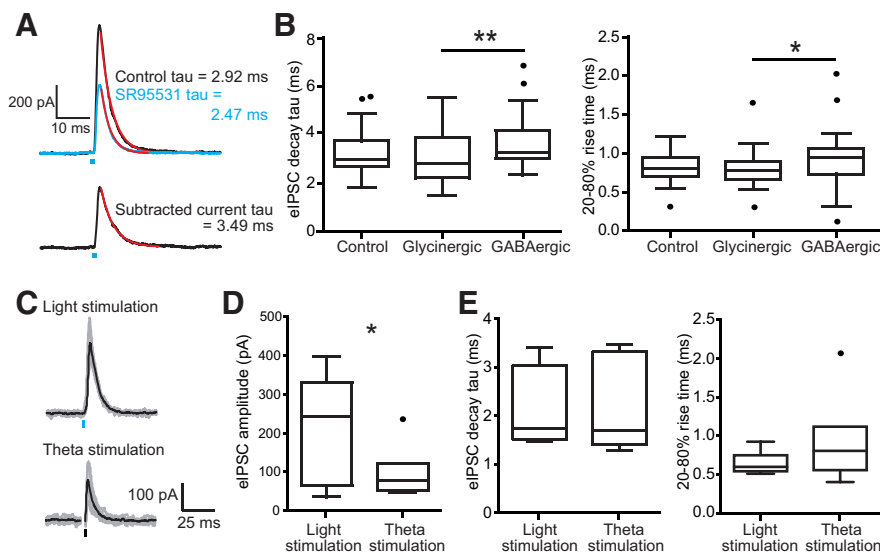 A
Control tau = 2.92 ms
SR95531 tau =
2.47 ms
200 pA
10 ms
Subtracted current tau
= 3.49 ms
B
eIPSC decay tau (ms)
8
6
3
0
**
Control
Glycinergic
GABAergic
20-80% rise time (ms)
2.5
2.0
1.5
1.0
0.5
0.0
*
Control
Glycinergic
GABAergic
C
Light stimulation
Theta stimulation
100 pA
25 ms
D
eIPSC amplitude (pA)
500
400
300
200
100
0
*
Light
stimulation
Theta
stimulation
E
eIPSC decay tau (ms)
4
3
2
1
0
Light
stimulation
Theta
stimulation
20-80% rise time (ms)
2.5
2.0
1.5
1.0
0.5
0.0
Light
stimulation
Theta
stimulation